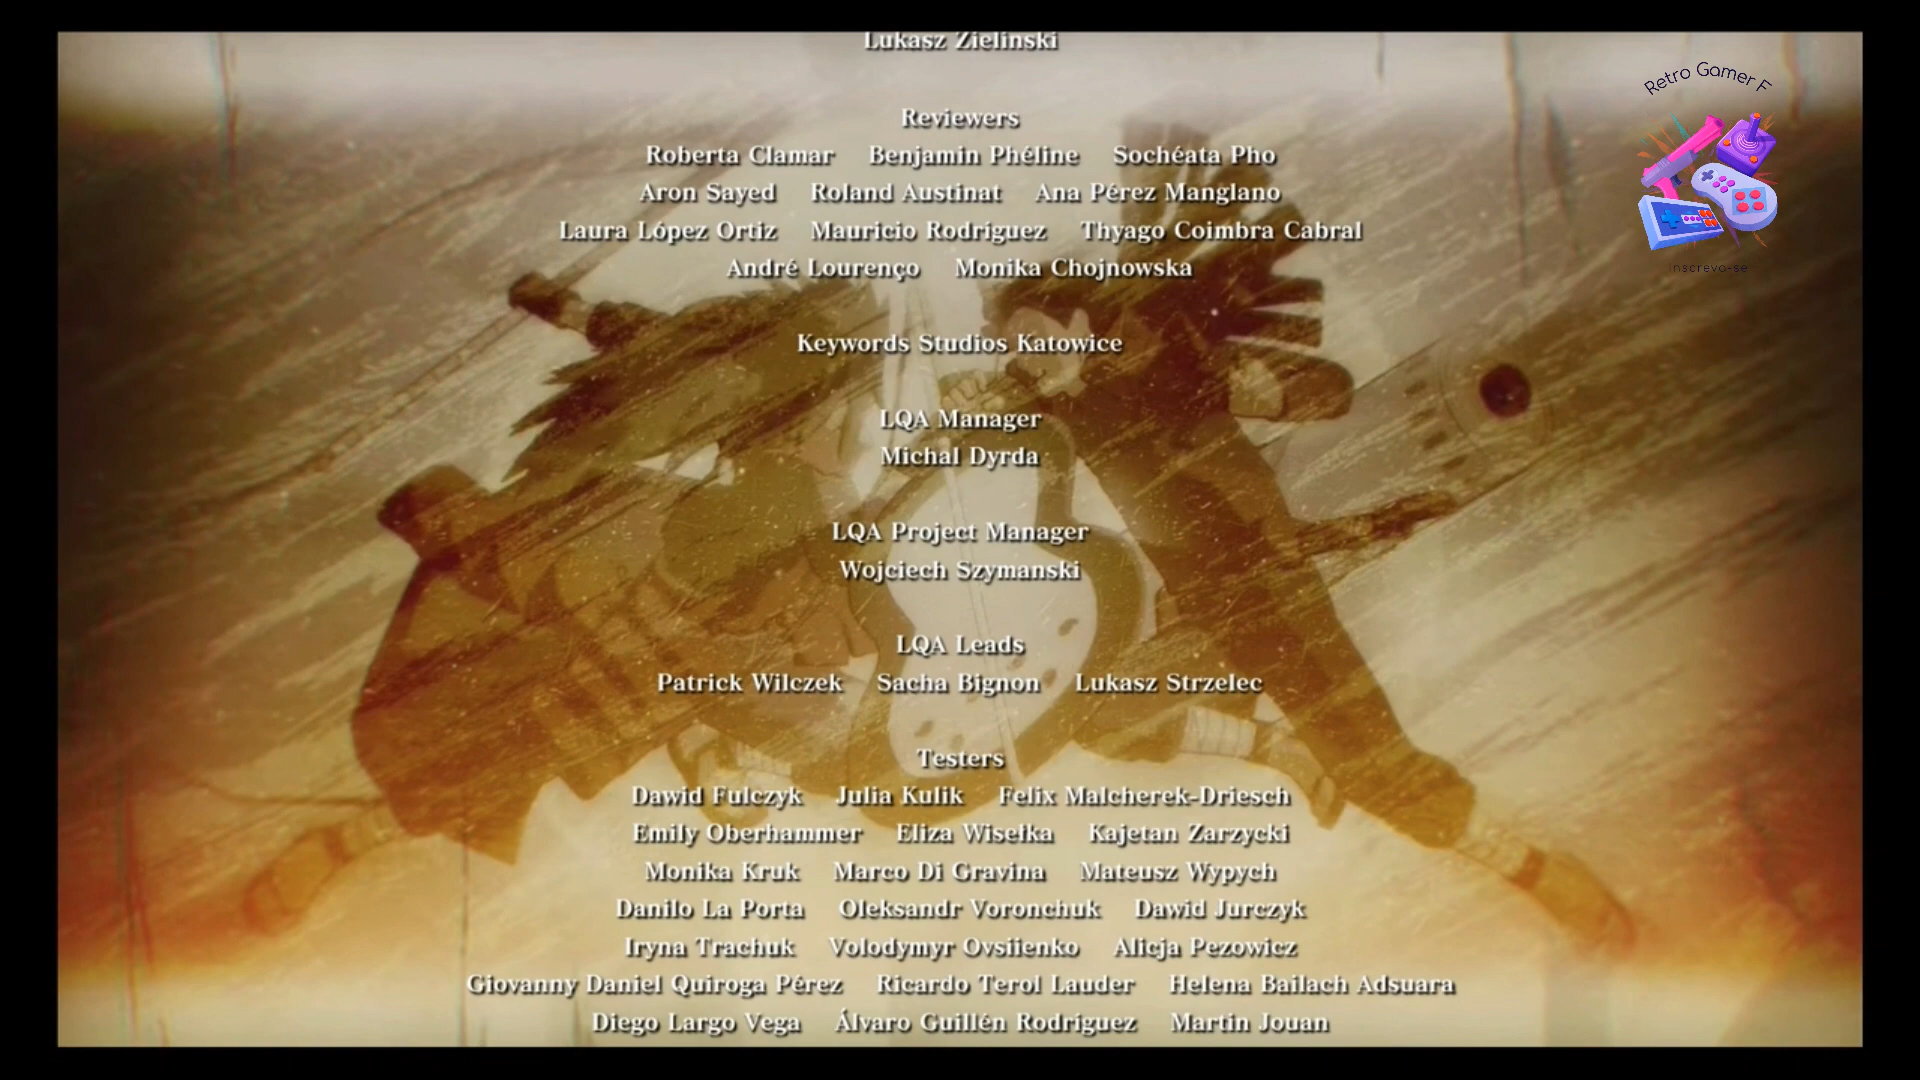 Lukasz Zielinski
Retro Gamer F
Reviewers
Roberta Clamar Benjamin Phéline Sochéata Pho
Aron Sayed Roland Austinat Ana Pérez Manglano
Laura López Ortiz Mauricio Rodriguez Thyago Coimbra Cabral
André Lourenço Monika Chojnowska
Inscreva-se
Keywords Studios Katowice
LQA Manager
Michal Dyrda
LQA Project Manager
Wojciech Szymanski
LQA Leads
Patrick Wilczek Sacha Bignon Lukasz Strzelec
Testers
Dawid Fulczyk Julia Kulik Felix Malcherek-Driesch
Emily Oberhammer Eliza Wisełka Kajetan Zarzycki
Monika Kruk Marco Di Gravina Mateusz Wypych
Danilo La Porta Oleksandr Voronchuk Dawid Jurczyk
Iryna Trachuk Volodymyr Ovsiienko Alicja Pezowicz
Giovanny Daniel Quiroga Pérez Ricardo Terol Lauder Helena Bailach Adsuara
Diego Largo Vega Álvaro Guillén Rodriguez Martin Jouan